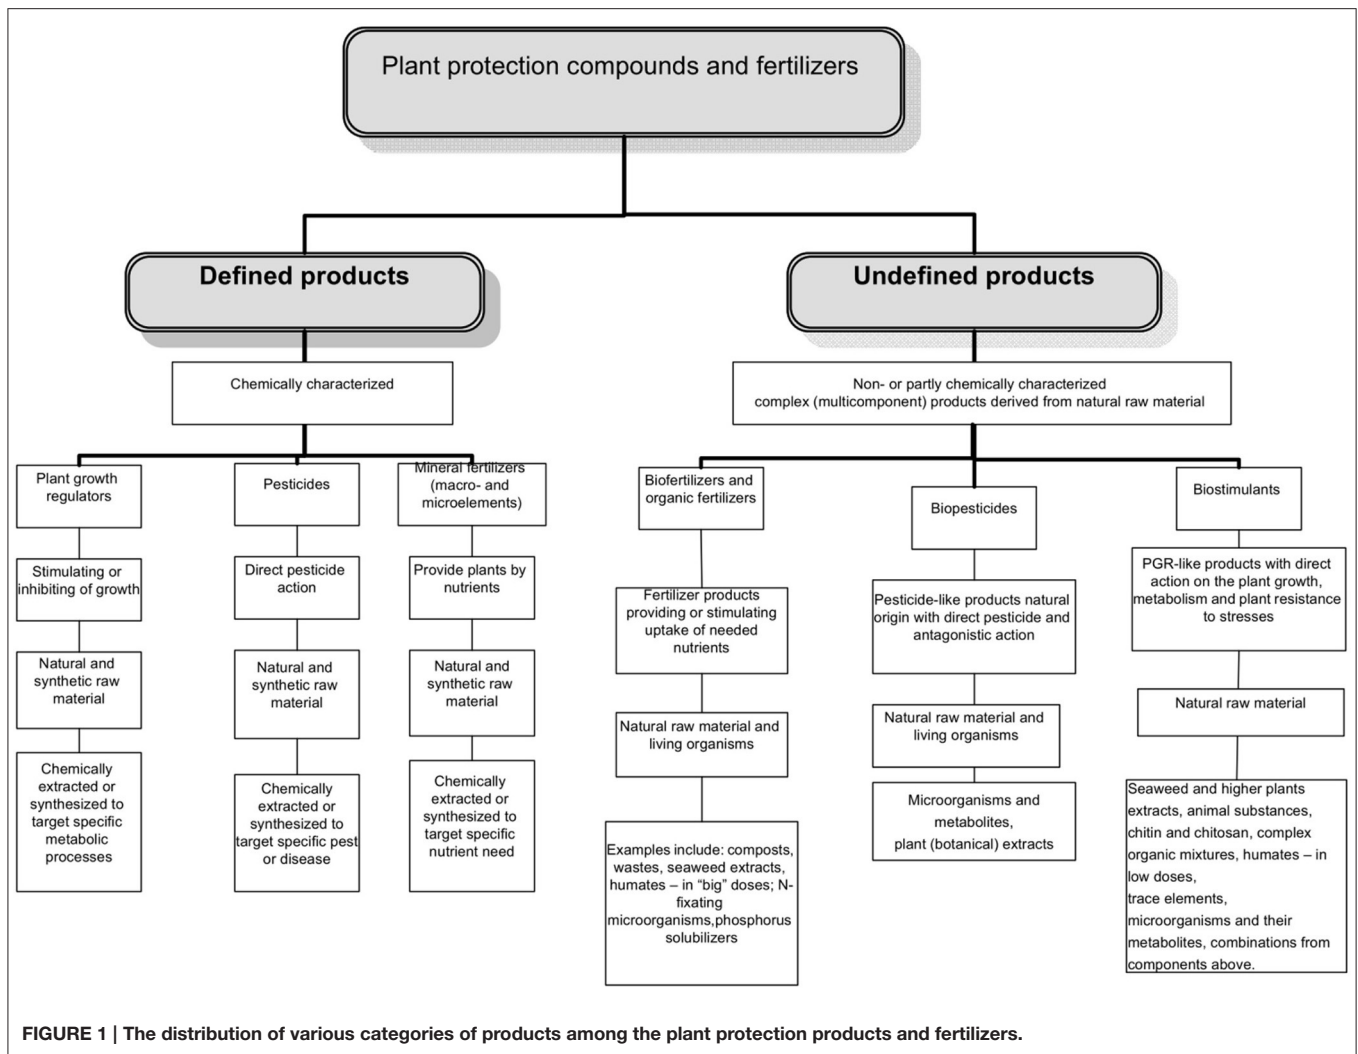 Plant protection compounds and fertilizers
Defined products
Undefined products
Chemically characterized
Non- or partly chemically characterized
complex (multicomponent) products derived from natural raw material
Plant growth
regulators
Stimulating or
inhibiting of growth
Natural and
synthetic raw
material
Chemically
extracted or
synthesized to
target specific
metabolic
processes
Pesticides
Direct pesticide
action
Natural and
synthetic raw
material
Chemically
extracted or
synthesized to
target specific pest
or disease
Mineral fertilizers
(macro- and
microelements)
Provide plants by
nutrients
Natural and
synthetic raw
material
Chemically
extracted or
synthesized to
target specific
nutrient need
Biofertilizers and
organic fertilizers
Fertilizer products
providing or stimulating
uptake of needed
nutrients
Natural raw material and
living organisms
Examples include: composts,
wastes, seaweed extracts,
humates – in “big” doses; N-
fixating
microorganisms,phosphorus
solubilizers
Biopesticides
Pesticide-like products natural
origin with direct pesticide and
antagonistic action
Natural raw material and
living organisms
Microorganisms and
metabolites,
plant (botanical) extracts
Biostimulants
PGR-like products with direct
action on the plant growth,
metabolism and plant resistance
to stresses
Natural raw material
Seaweed and higher plants
extracts, animal substances,
chitin and chitosan, complex
organic mixtures, humates – in
low doses,
trace elements,
microorganisms and their
metabolites, combinations from
components above.
FIGURE 1 | The distribution of various categories of products among the plant protection products and fertilizers.